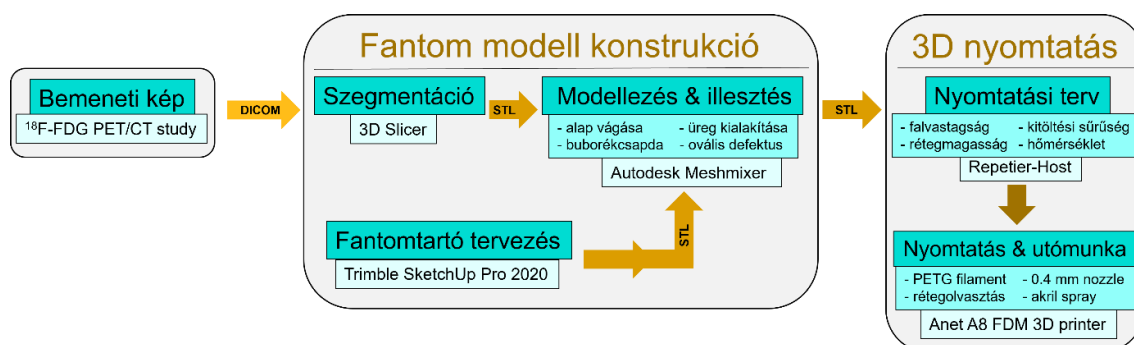 Bemeneti kép
¹⁸F-FDG PET/CT study
DICOM
Fantom modell konstrukció
Szegmentáció
3D Slicer
STL
Modellezés & illesztés
- alap vágása
- üreg kialakítása
- buborékcsapda
- ovális defektus
Autodesk Meshmixer
Fantomtartó tervezés
Trimble SketchUp Pro 2020
STL
STL
3D nyomtatás
Nyomtatási terv
- falvastagság
- kitöltési sűrűség
- rétegmagasság
- hőmérséklet
Repetier-Host
Nyomtatás & utómunka
- PETG filament
- 0.4 mm nozzle
- rétegolvasztás
- akril spray
Anet A8 FDM 3D printer